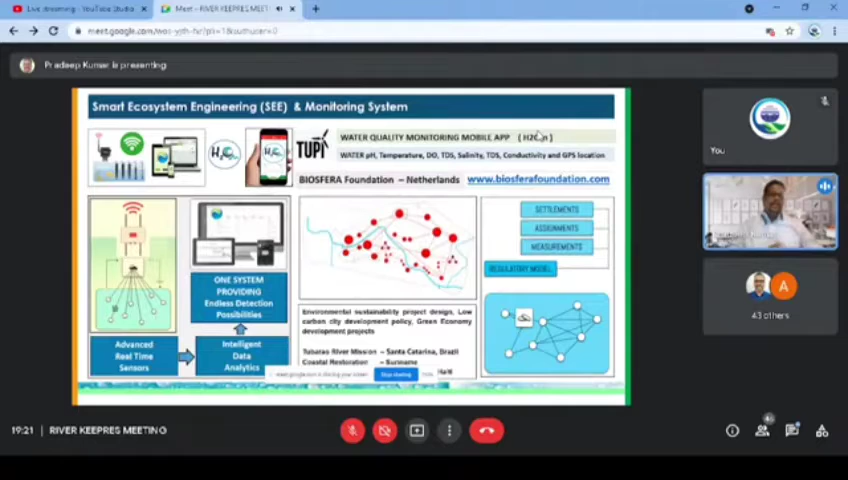 Live streaming - YouTube Studio
Meet - RIVER KEEPRES MEET
Pradeep Kumar is presenting
Smart Ecosystem Engineering (SEE) & Monitoring System
WATER QUALITY MONITORING MOBILE APP
TUPI
WATER pH, Temperature, DO, TDS, Salinity, TDS, Conductivity and GPS location
BIOSFERA Foundation – Netherlands www.biosferafoundation.com
You
SETTLEMENTS
ASSIGNMENTS
MEASUREMENTS
REGULATORY MODEL
ONE SYSTEM
PROVIDING
Endless Detection
Possibilities
Advanced
Real Time
Sensors
Intelligent
Data
Analytics
Environmental sustainability project design, Low
carbon city development policy, Green Economy
development projects
Tubarao River Mission – Santa Catarina, Brazil
Coastal Restoration – Suriname
Stop sharing
A
43 others
19:21 | RIVER KEEPRES MEETING